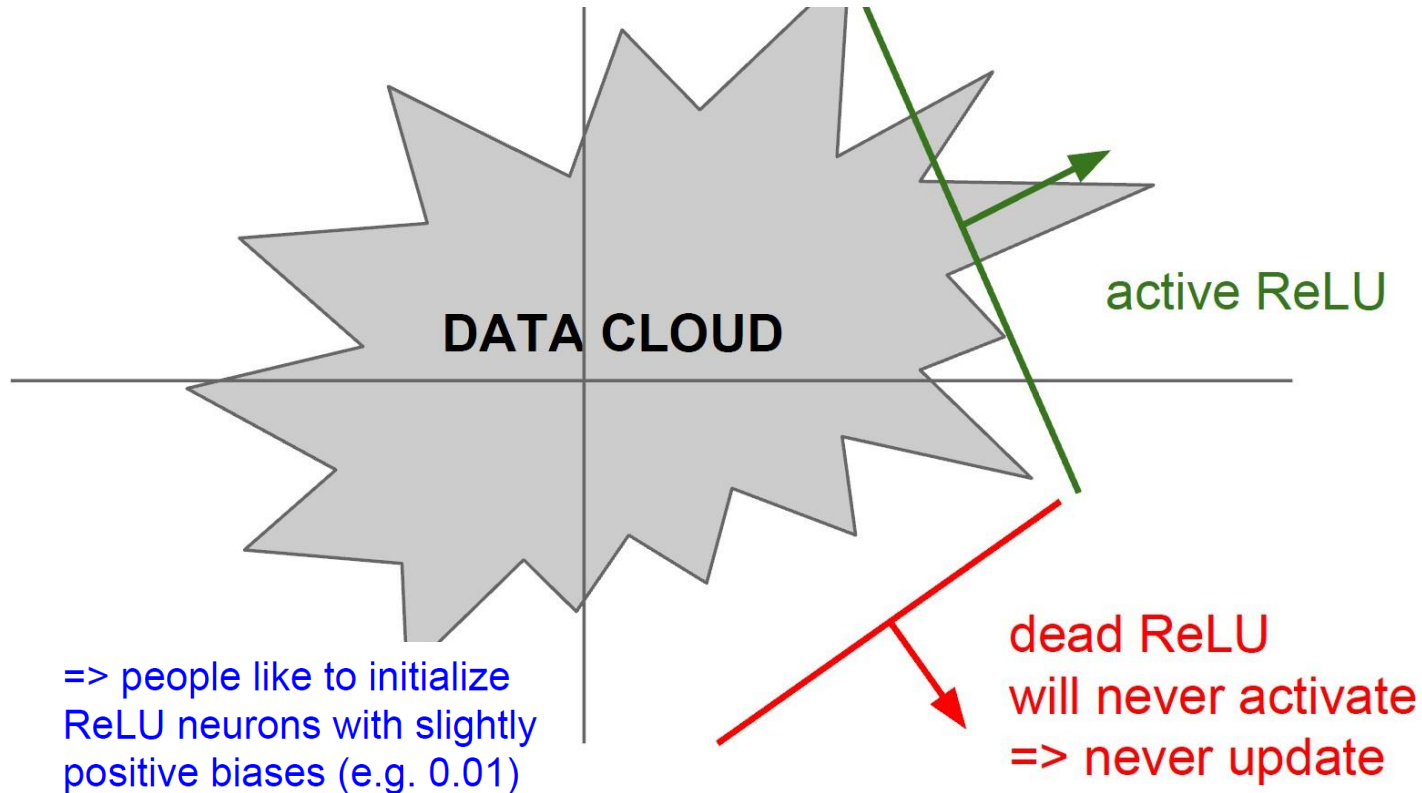 DATA CLOUD
active ReLU
dead ReLU
will never activate
=> never update
=> people like to initialize
ReLU neurons with slightly
positive biases (e.g. 0.01)